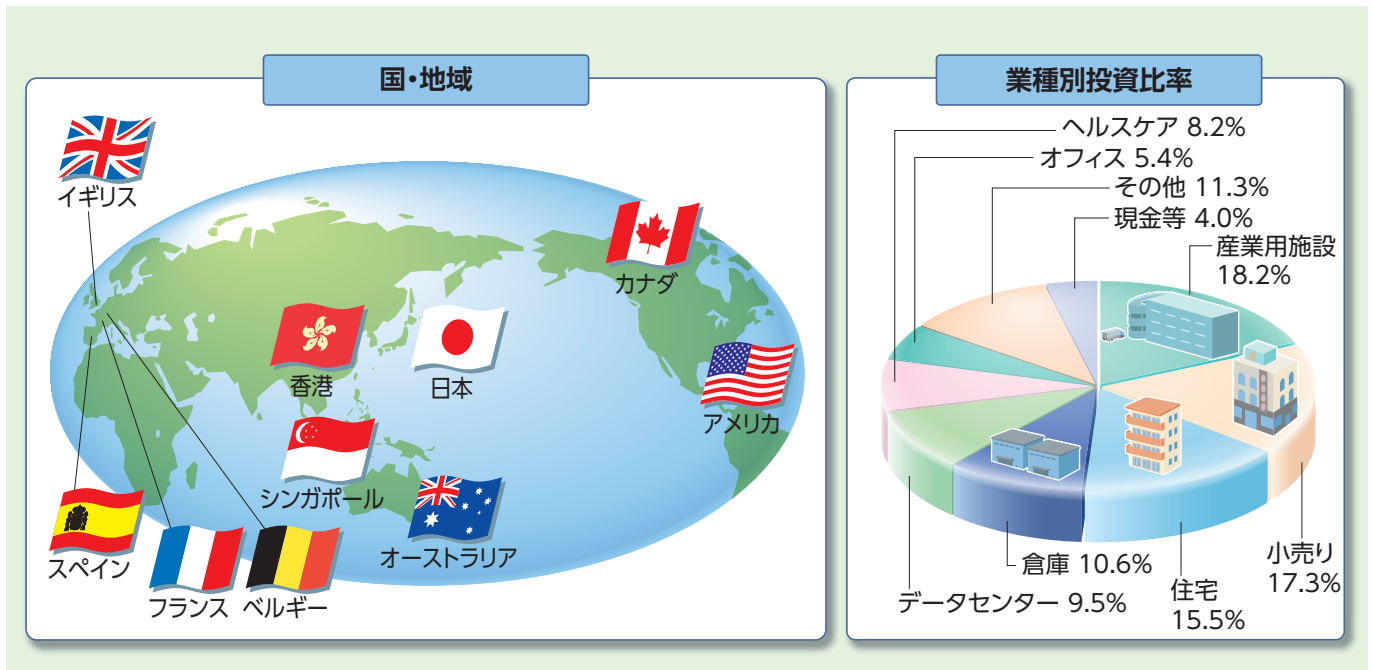 国・地域
イギリス
カナダ
香港
日本
アメリカ
シンガポール
オーストラリア
スペイン
フランス
ベルギー
業種別投資比率
ヘルスケア 8.2%
オフィス 5.4%
その他 11.3%
現金等 4.0%
産業用施設
18.2%
小売り
17.3%
住宅
15.5%
倉庫 10.6%
データセンター 9.5%